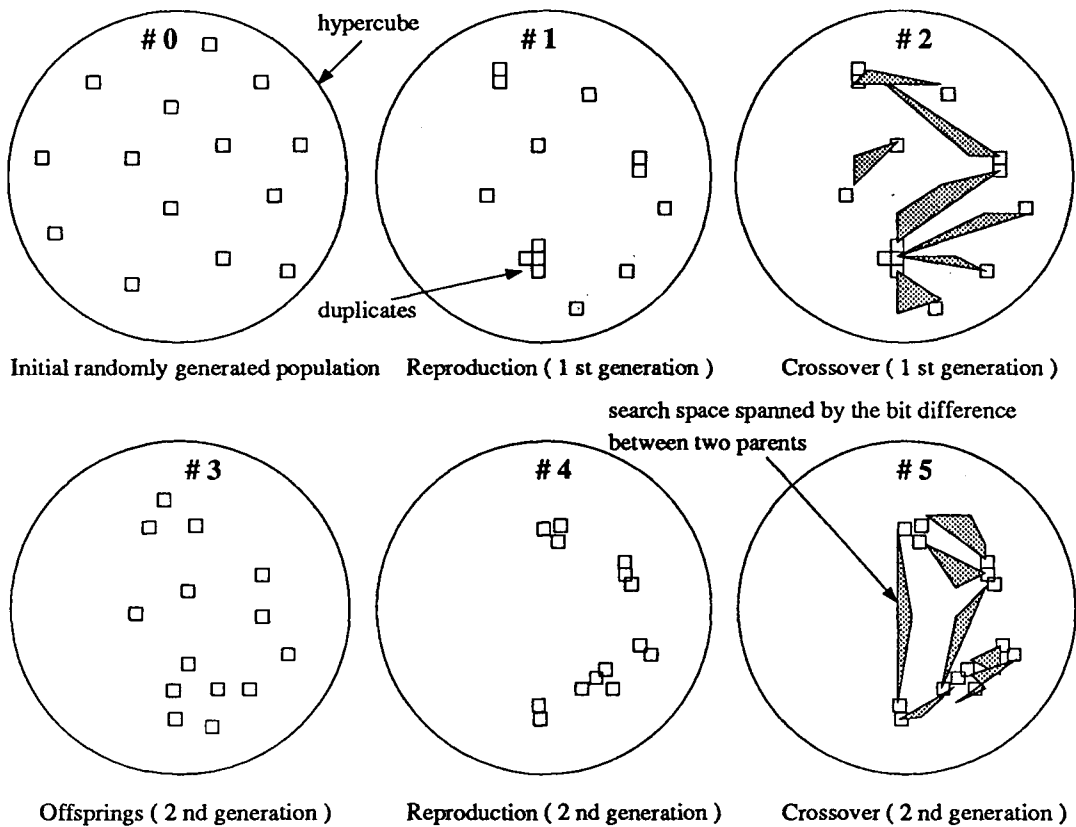 hypercube
# 0
# 1
# 2
duplicates
Initial randomly generated population
Reproduction ( 1 st generation )
Crossover ( 1 st generation )
search space spanned by the bit difference
between two parents
# 3
# 4
# 5
Offsprings ( 2 nd generation )
Reproduction ( 2 nd generation )
Crossover ( 2 nd generation )